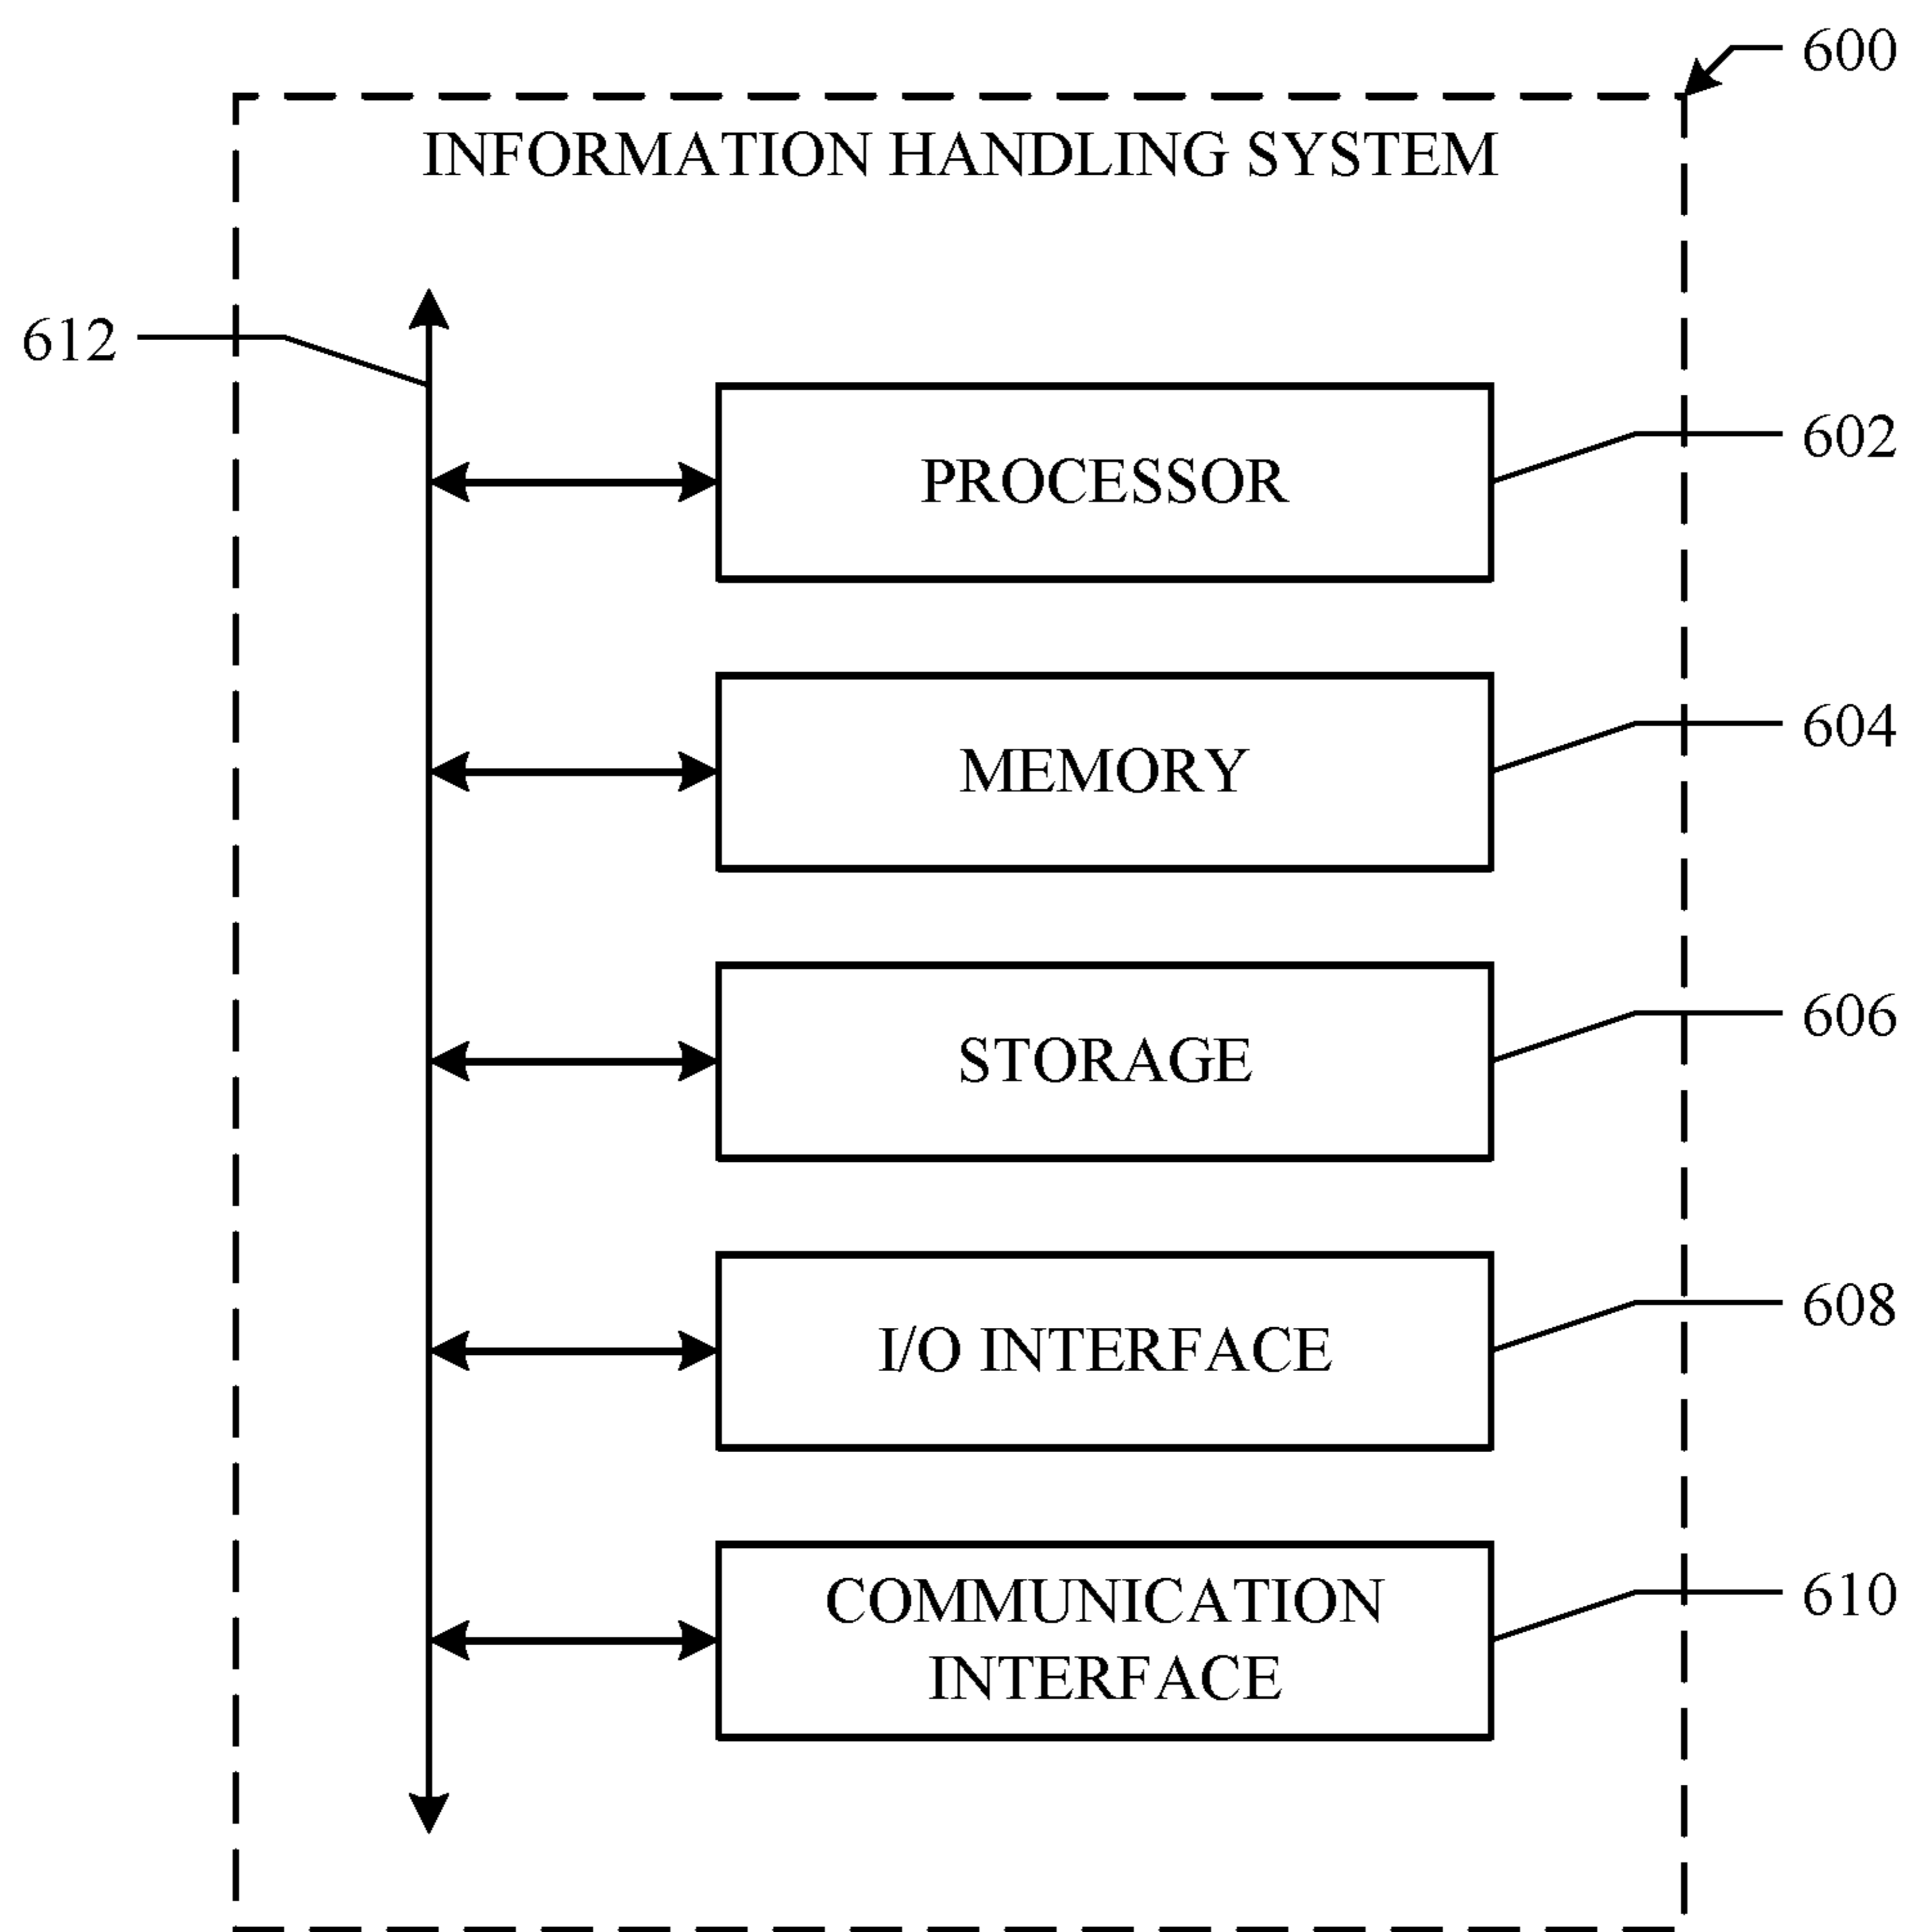 600
INFORMATION HANDLING SYSTEM
612
602
PROCESSOR
604
MEMORY
606
STORAGE
608
I/O INTERFACE
610
COMMUNICATION
INTERFACE